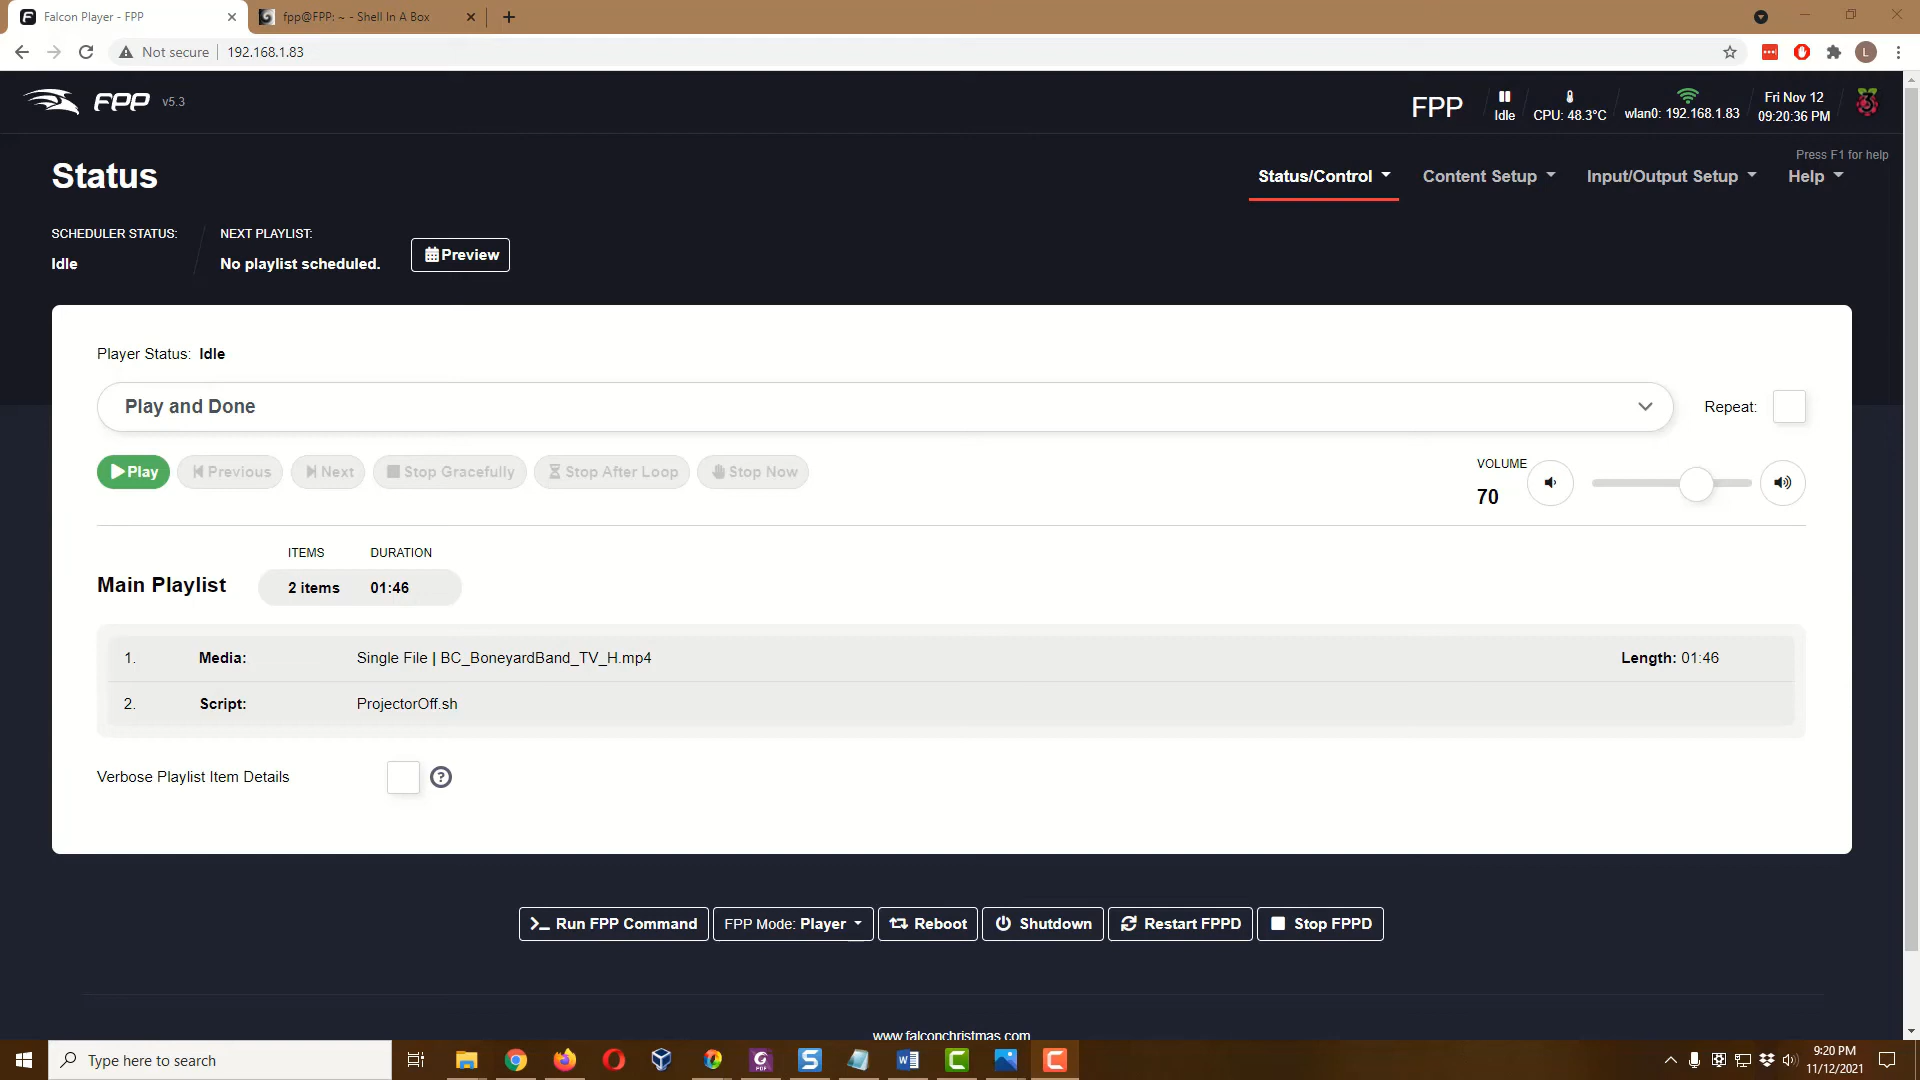 Falcon Player - FPP
fpp@FPP: ~ - Shell In A Box
Not secure
192.168.1.83
L
FPP
v5.3
FPP
Idle
CPU: 48.3°C
wlan0: 192.168.1.83
Fri Nov 12
09:20:36 PM
Press F1 for help
Status
Status/Control
Content Setup
Input/Output Setup
Help
SCHEDULER STATUS:
Idle
NEXT PLAYLIST:
No playlist scheduled.
Preview
Player Status: Idle
Play and Done
Repeat:
Play
Previous
Next
Stop Gracefully
Stop After Loop
Stop Now
VOLUME
70
ITEMS
DURATION
Main Playlist
2 items
01:46
1. Media: Single File | BC_BoneyardBand_TV_H.mp4 Length: 01:46
2. Script: ProjectorOff.sh
Verbose Playlist Item Details
?
Run FPP Command
FPP Mode: Player
Reboot
Shutdown
Restart FPPD
Stop FPPD
www.falconchristmas.com
Type here to search
9:20 PM
11/12/2021